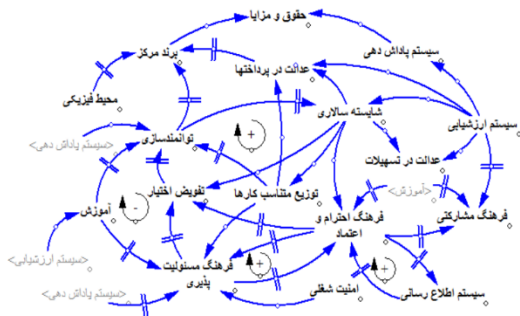 حقوق و مزایا
برند مرکز
سیستم پاداش دهی
عدالت در پرداختها
محیط فیزیکی
شایسته سالاری
سیستم ارزشیابی
توانمندسازی
<سیستم پاداش دهی>
عدالت در تسهیلات
تفویض اختیار
توزیع متناسب کارها
<آموزش>
آموزش
فرهنگ احترام و
اعتماد
فرهنگ مشارکتی
<سیستم ارزشیابی>
فرهنگ مسئولیت
پذیری
<سیستم پاداش دهی>
امنیت شغلی
سیستم اطلاع رسانی
+
-
+
+